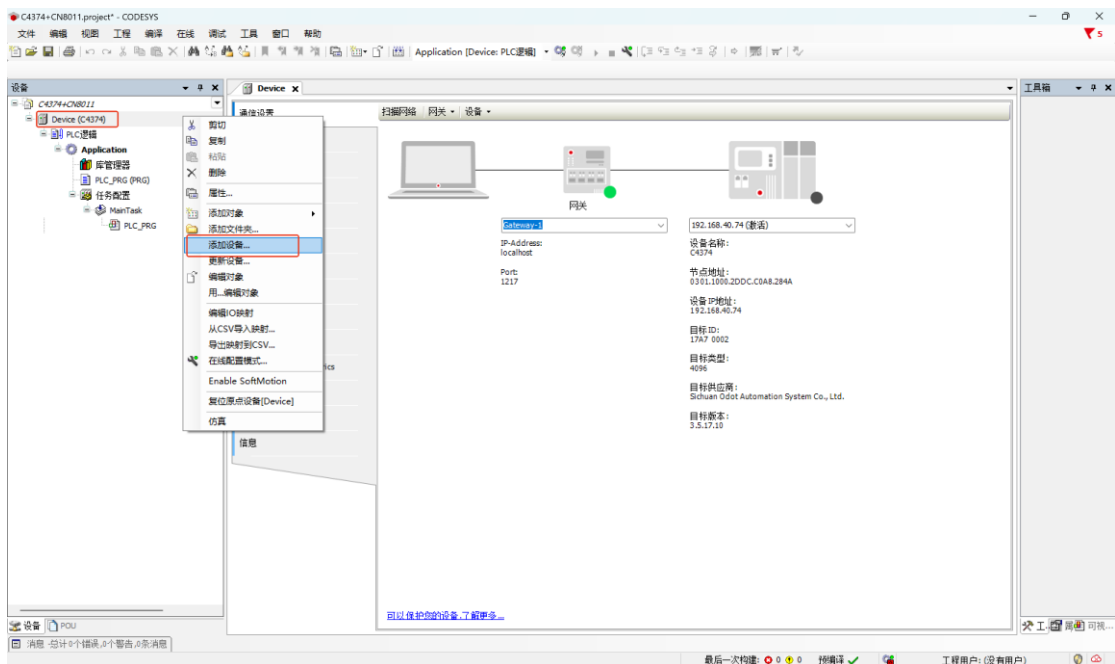 C4374+CN8011.project* - CODESYS
文件 编辑 视图 工程 编译 在线 调试 工具 窗口 帮助
5
Application [Device: PLC逻辑]
设备
C4374+CN8011
Device (C4374)
PLC逻辑
Application
库管理器
PLC_PRG (PRG)
任务配置
MainTask
PLC_PRG
剪切
复制
粘贴
删除
属性...
添加对象
添加文件夹...
添加设备...
更新设备...
编辑对象
用...编辑对象
编辑IO映射
从CSV导入映射...
导出映射到CSV...
在线配置模式...
Enable SoftMotion
复位原点设备[Device]
仿真
Device
通信设置
ics
信息
扫描网络 网关 设备
网关
Gateway-1
IP-Address:
localhost
Port:
1217
192.168.40.74 (激活)
设备名称:
C4374
节点地址:
0301.1000.2DDC.C0A8.284A
设备IP地址:
192.168.40.74
目标ID:
17A7 0002
目标类型:
4096
目标供应商:
Sichuan Odot Automation System Co., Ltd.
目标版本:
3.5.17.10
可以保护您的设备.了解更多...
工具箱
设备 POU
工... 属 可视...
消息 -总计0个错误,0个警告,0条消息
最后一次构建: 0 0 预编译 工程用户: (没有用户)